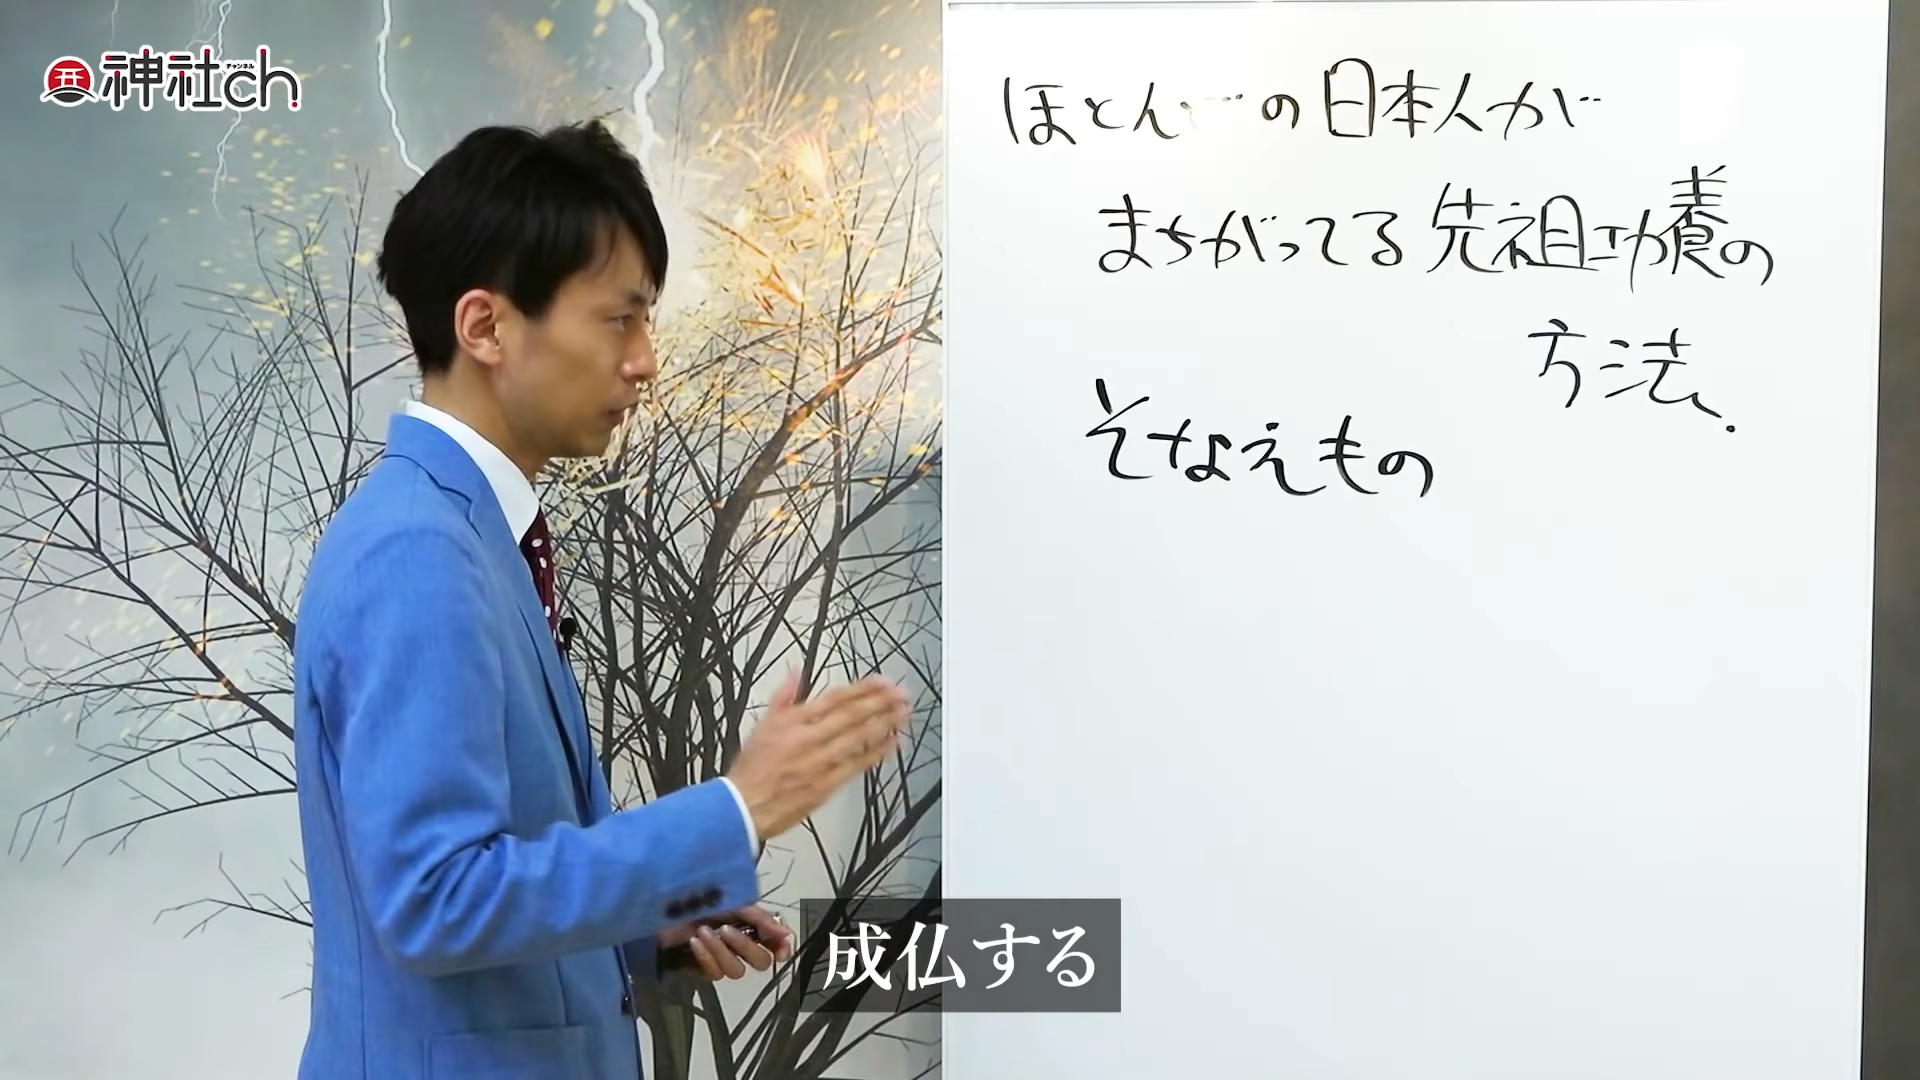 神社ch
チャンネル
ほとんどの日本人が
まちがってる先祖功養の
方法、
そなえもの
成仏する